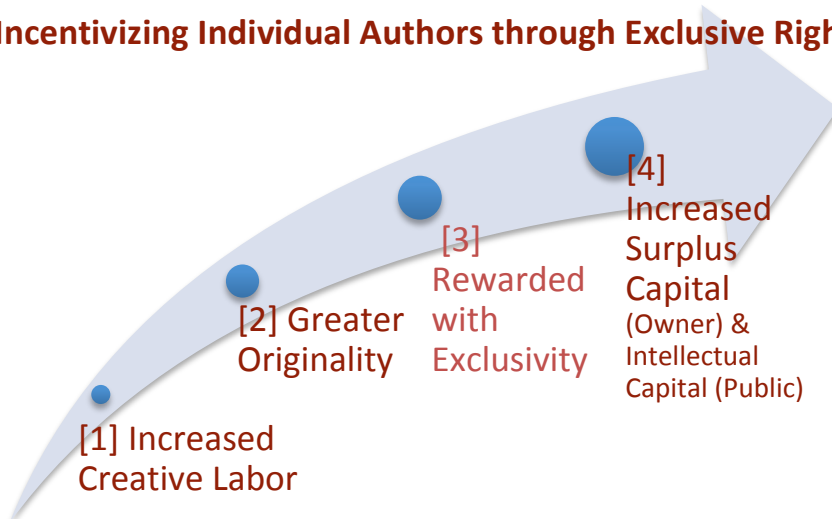 Incentivizing Individual Authors through Exclusive Righ
[1] Increased
Creative Labor
[2] Greater
Originality
[3]
Rewarded
with
Exclusivity
[4]
Increased
Surplus
Capital
(Owner) &
Intellectual
Capital (Public)